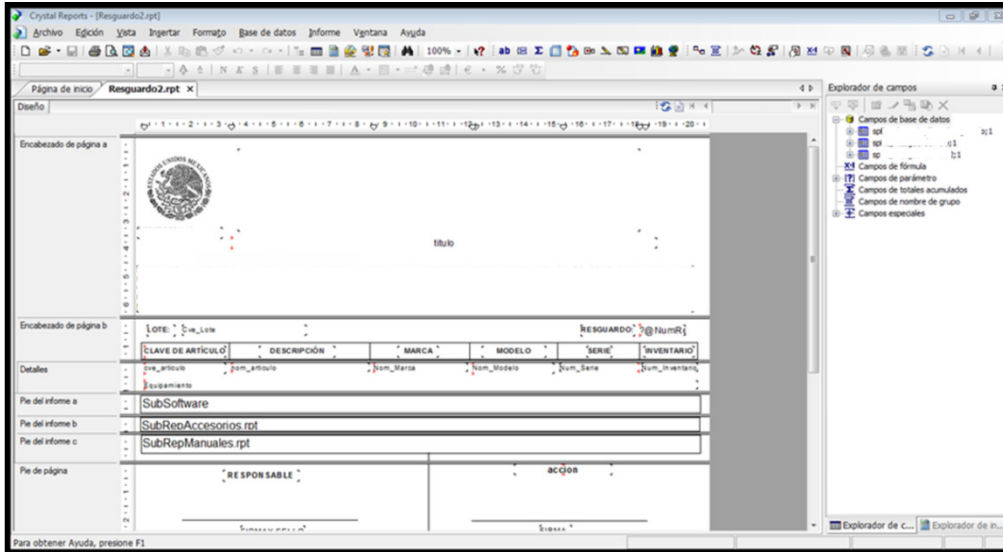 Crystal Reports - [Resguardo2.rpt]
Archivo Edición Vista Insertar Formato Base de datos Informe Ventana Ayuda
100%
N K S
Página de inicio Resguardo2.rpt
Explorador de campos
Diseño
Campos de base de datos
Encabezado de página a
ESTADOS UNIDOS MEXICANOS
Campos de fórmula
Campos de parámetro
Campos de totales acumulados
Campos de nombre de grupo
Campos especiales
título
Encabezado de página b
LOTE: Cve_Lote RESGUARDO: ?@NumR
CLAVE DE ARTÍCULO DESCRIPCIÓN MARCA MODELO SERIE INVENTARIO
Detalles
cve_articulo nom_articulo Nom_Marca Nom_Modelo Num_Serie Num_Inventario
Equipamiento
Pie del informe a
SubSoftware
Pie del informe b
SubRepAccesorios.rpt
Pie del informe c
SubRepManuales.rpt
Pie de página
RESPONSABLE accion
Explorador de c... Explorador de in...
Para obtener Ayuda, presione F1